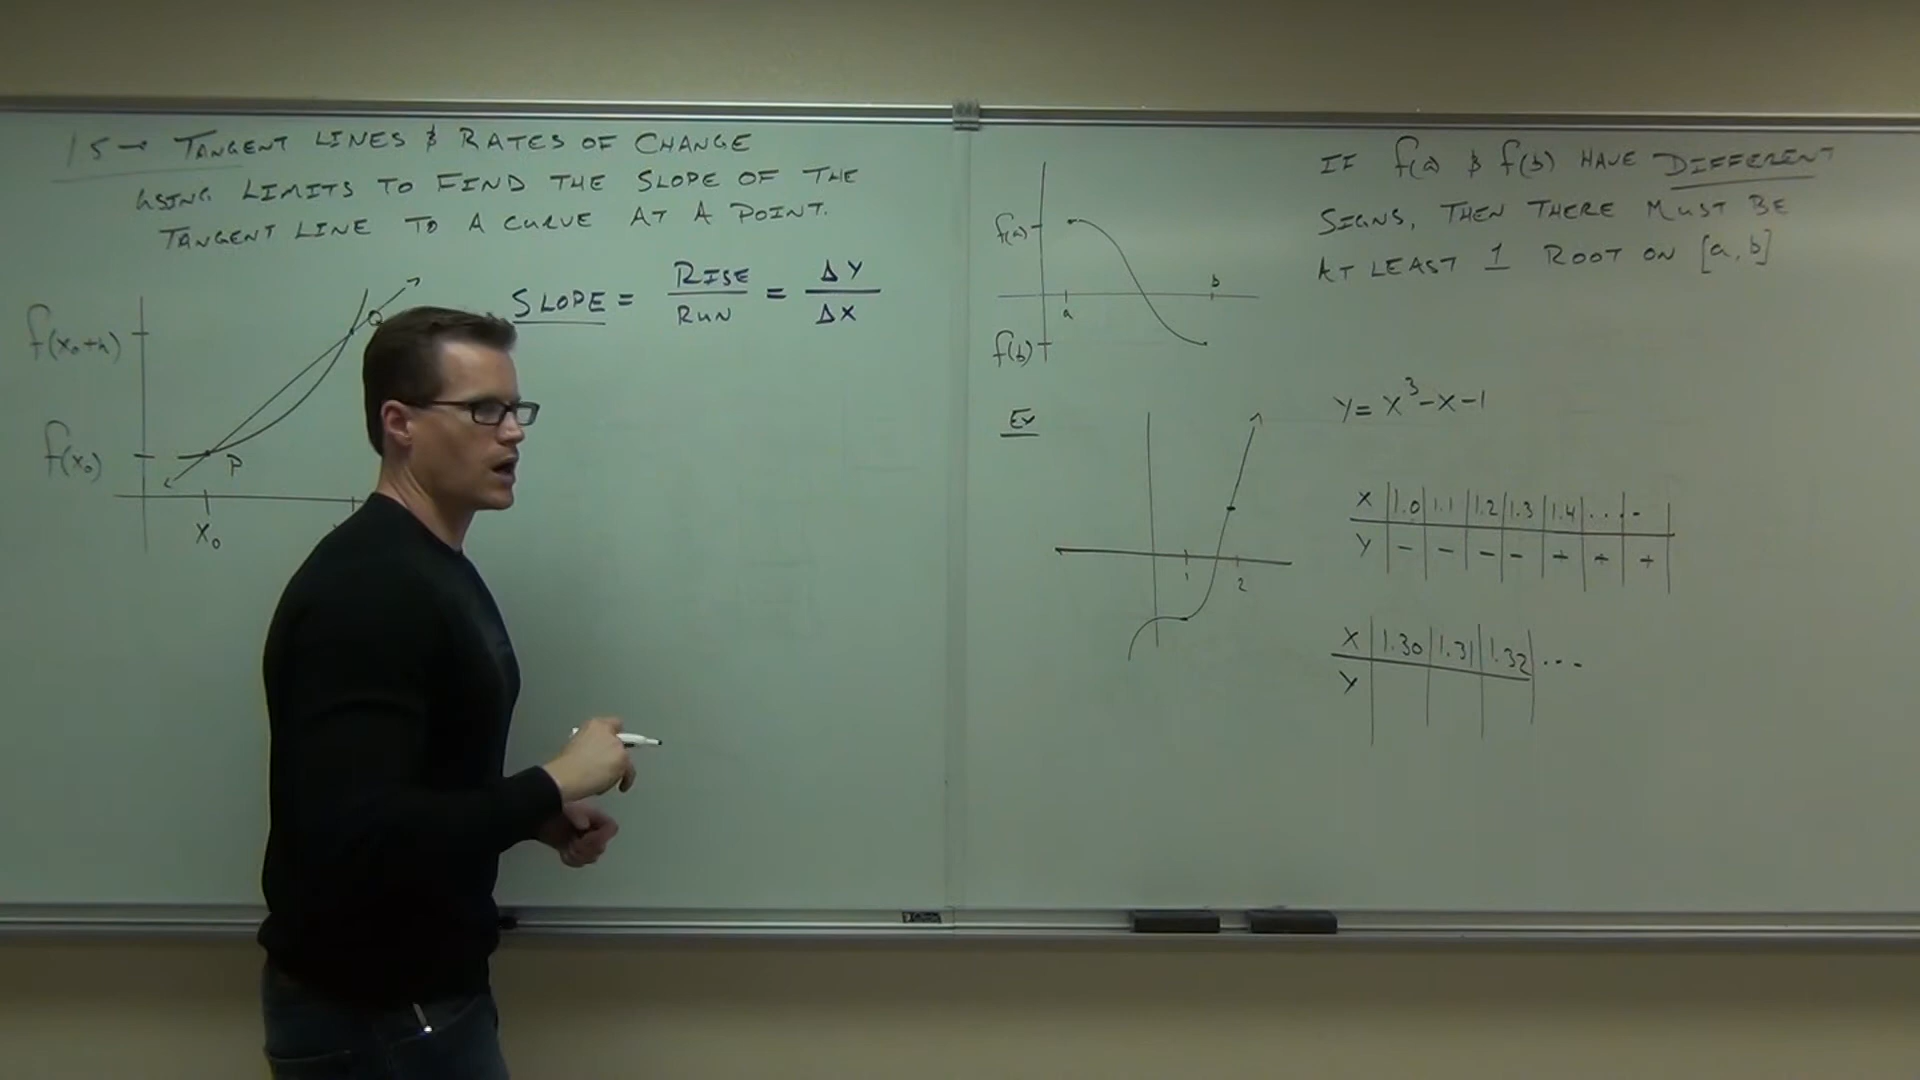 15 → TANGENT LINES & RATES OF CHANGE
USING LIMITS TO FIND THE SLOPE OF THE
TANGENT LINE TO A CURVE AT A POINT.
SLOPE = RISE/RUN = ΔY/ΔX
f(x₀+h)
Q
f(x₀)
P
X₀
f(a)
a
b
f(b)
IF f(a) & f(b) HAVE DIFFERENT
SIGNS, THEN THERE MUST BE
AT LEAST 1 ROOT ON [a, b]
Ex
1
2
Y = X³ - X - 1
X 1.0 1.1 1.2 1.3 1.4 ....
Y - - - - + + +
X 1.30 1.31 1.32 ...
Y